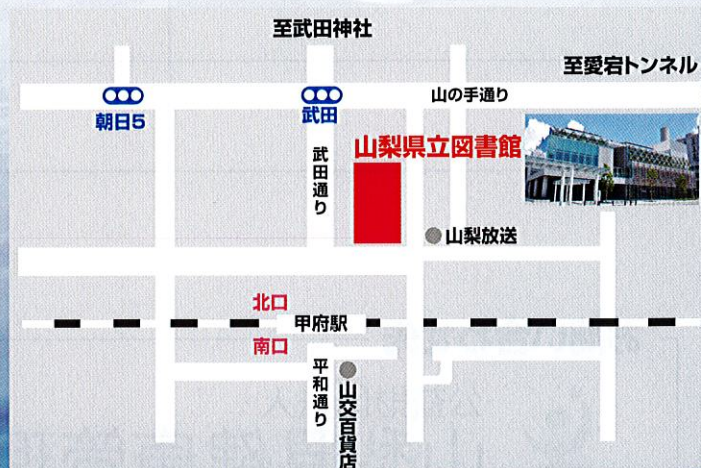 至武田神社
至愛宕トンネル
朝日5
武田
山の手通り
武田通り
山梨県立図書館
山梨放送
北口
甲府駅
南口
平和通り
山交百貨店